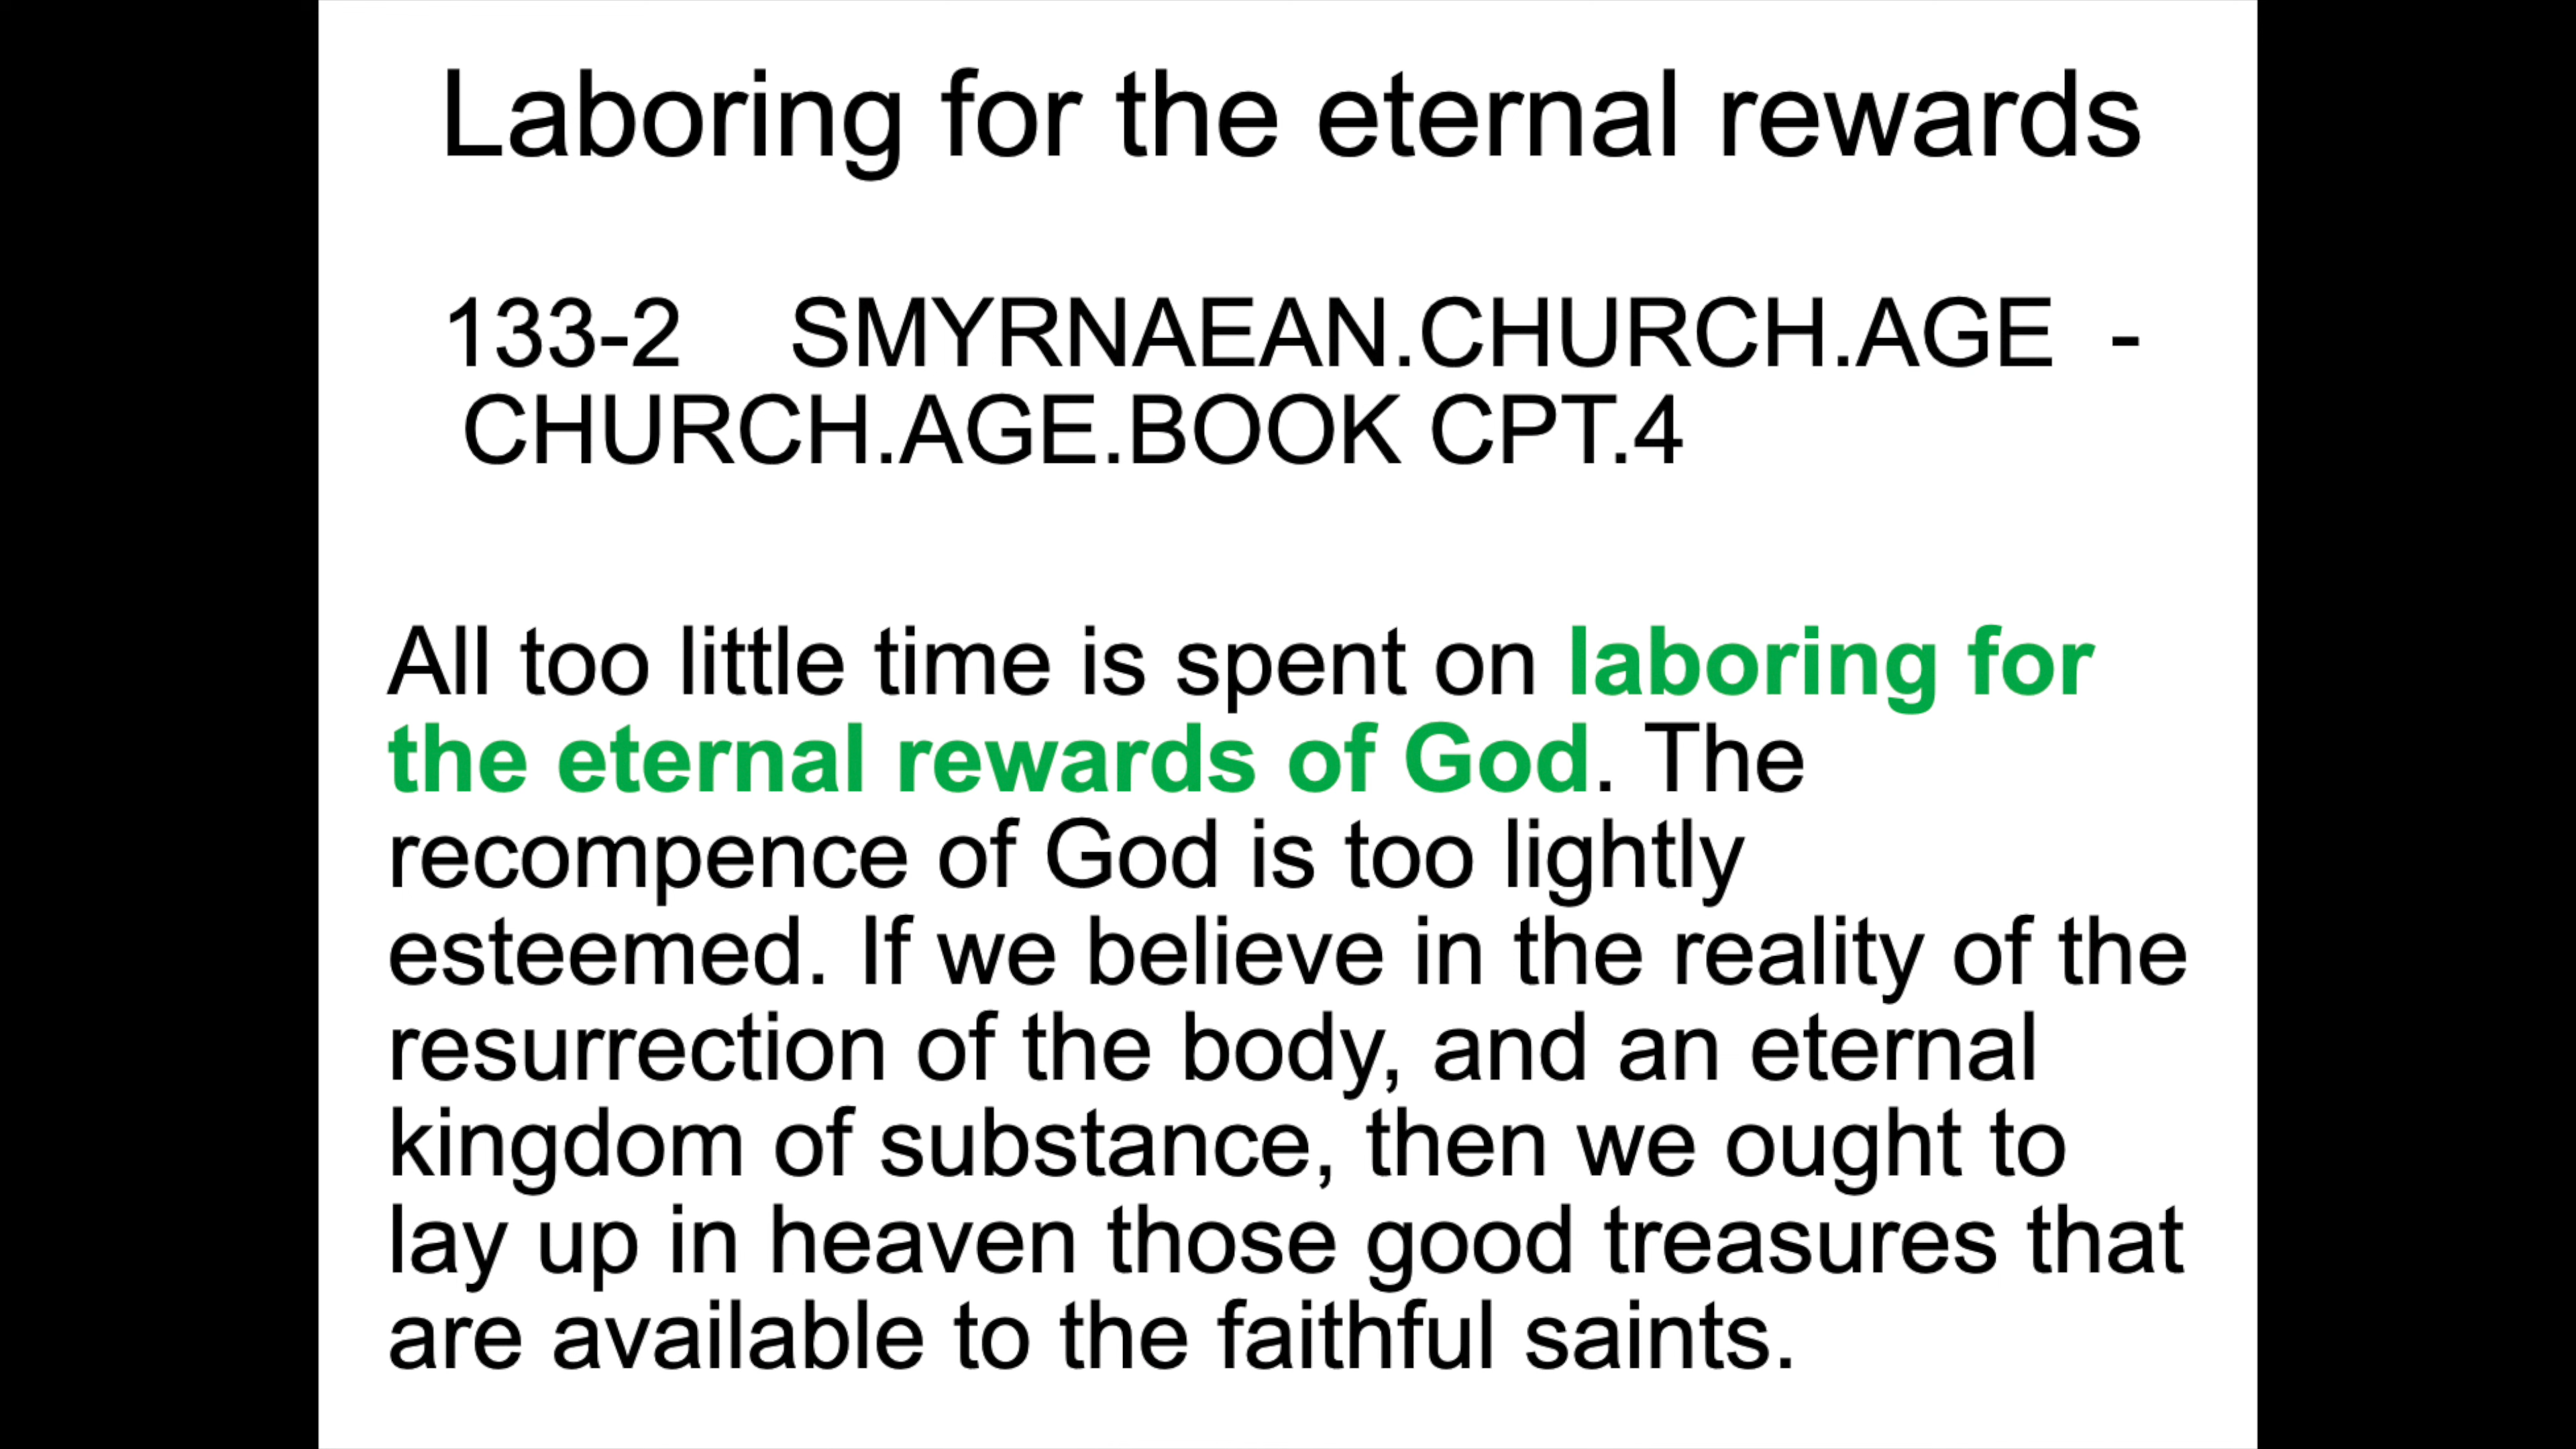 Laboring for the eternal rewards
133-2    SMYRNAEAN.CHURCH.AGE  -
CHURCH.AGE.BOOK CPT.4
All too little time is spent on laboring for
the eternal rewards of God. The
recompence of God is too lightly
esteemed. If we believe in the reality of the
resurrection of the body, and an eternal
kingdom of substance, then we ought to
lay up in heaven those good treasures that
are available to the faithful saints.